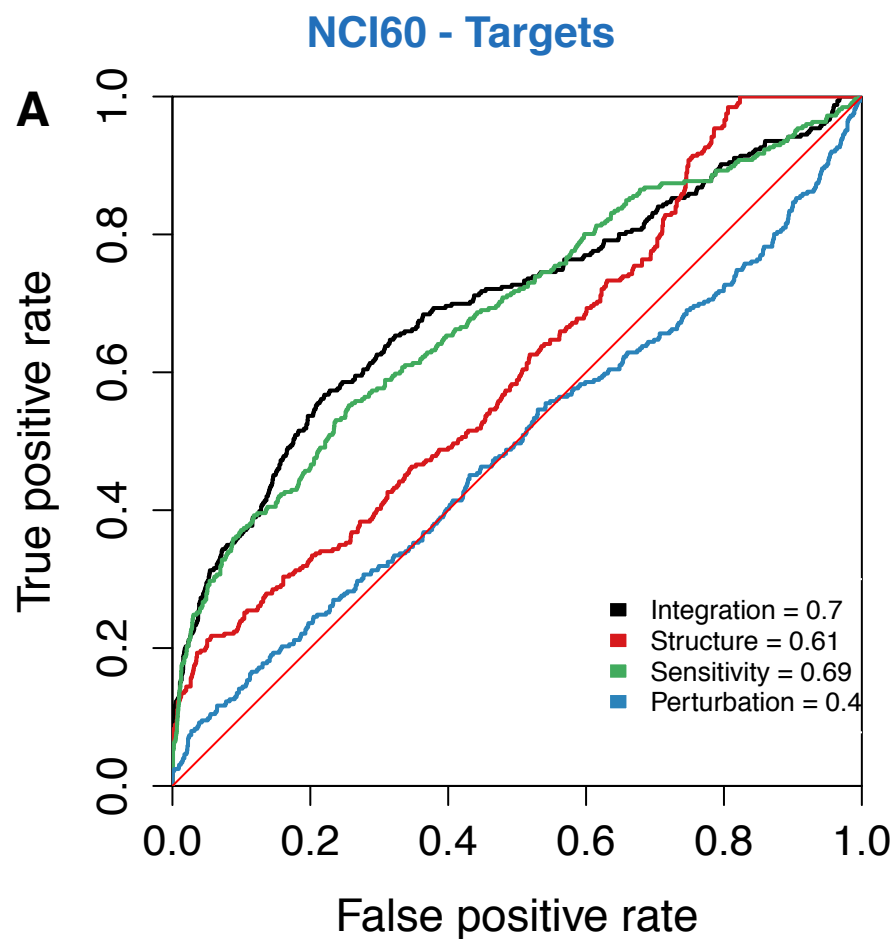 NCI60 - Targets
A
True positive rate
1.0
0.8
0.6
0.4
0.2
0.0
Integration = 0.7
Structure = 0.61
Sensitivity = 0.69
Perturbation = 0.4
0.0 0.2 0.4 0.6 0.8 1.0
False positive rate